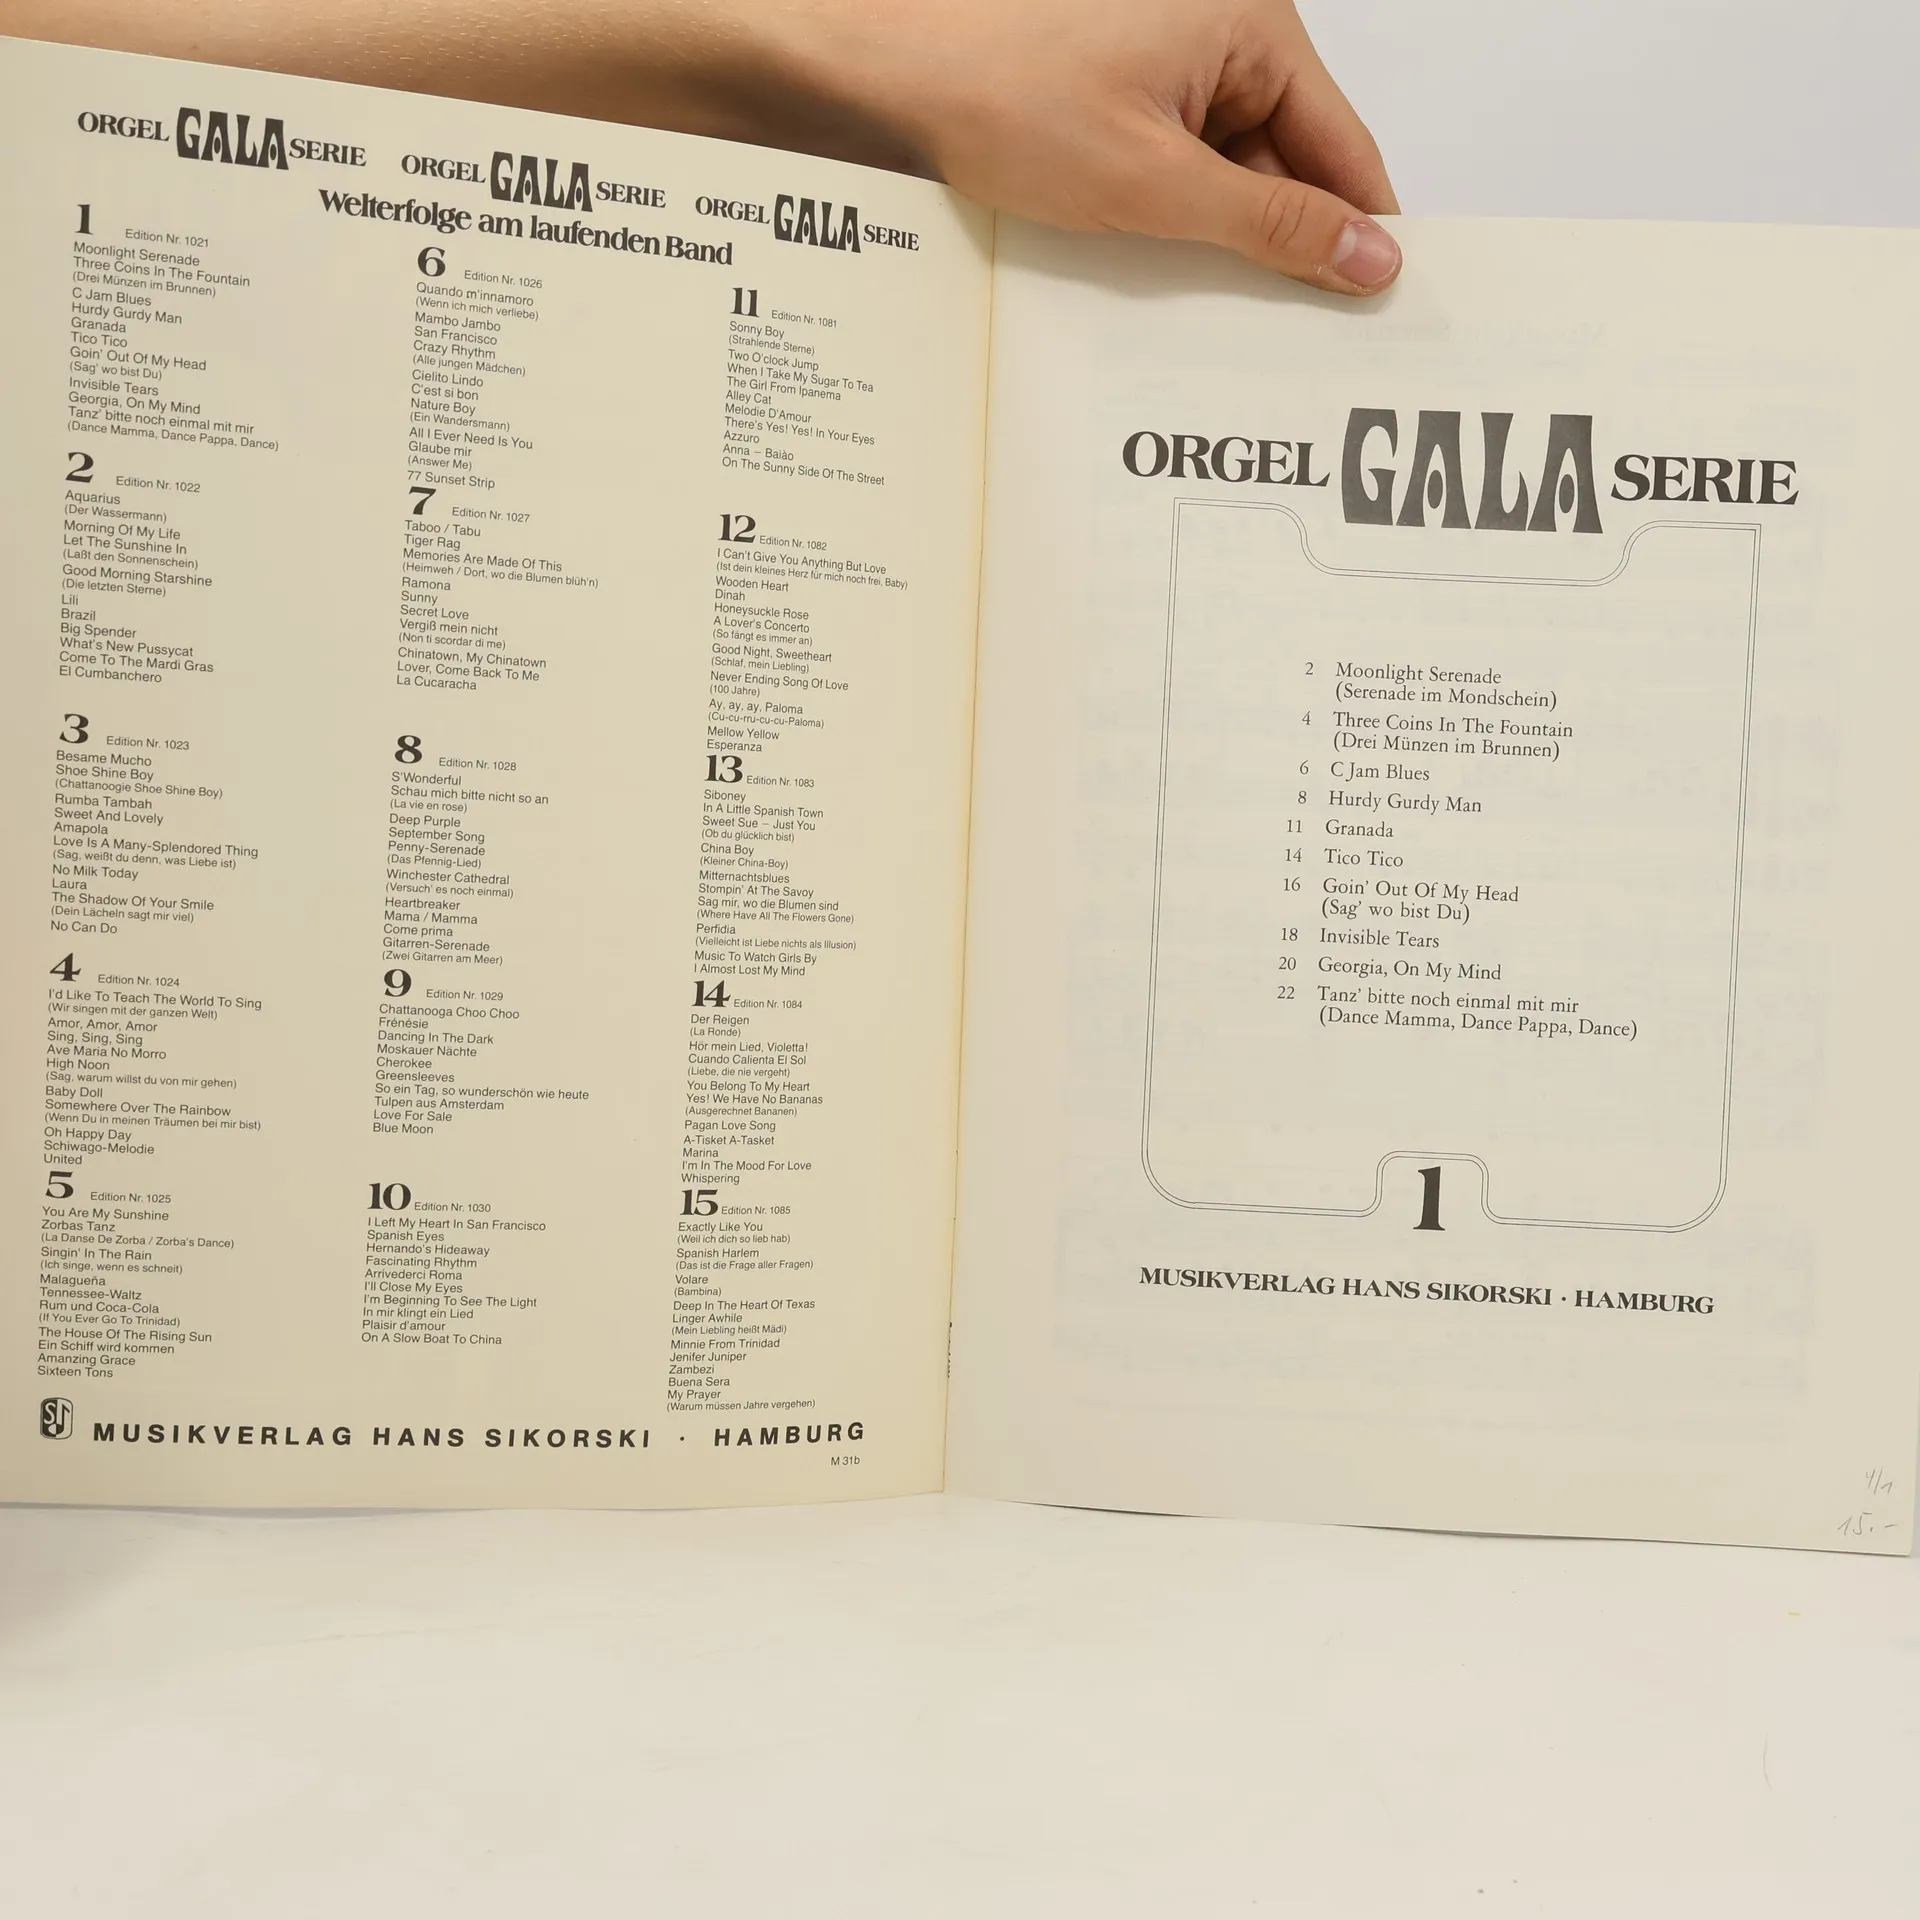 ORGEL GALA SERIE ORGEL GALA SERIE ORGEL GALA SERIE
Welterfolge am laufenden Band
1 Edition Nr. 1021
Moonlight Serenade
Three Coins In The Fountain
(Drei Münzen im Brunnen)
C Jam Blues
Hurdy Gurdy Man
Granada
Tico Tico
Goin' Out Of My Head
(Sag' wo bist Du)
Invisible Tears
Georgia, On My Mind
Tanz' bitte noch einmal mit mir
(Dance Mamma, Dance Pappa, Dance)
2 Edition Nr. 1022
Aquarius
(Der Wassermann)
Morning Of My Life
Let The Sunshine In
(Laßt den Sonnenschein)
Good Morning Starshine
(Die letzten Sterne)
Lili
Brazil
Big Spender
What's New Pussycat
Come To The Mardi Gras
El Cumbanchero
3 Edition Nr. 1023
Besame Mucho
Shoe Shine Boy
(Chattanoogie Shoe Shine Boy)
Rumba Tambah
Sweet And Lovely
Amapola
Love Is A Many-Splendored Thing
(Sag, weißt du denn, was Liebe ist)
No Milk Today
Laura
The Shadow Of Your Smile
(Dein Lächeln sagt mir viel)
No Can Do
4 Edition Nr. 1024
I'd Like To Teach The World To Sing
(Wir singen mit der ganzen Welt)
Amor, Amor, Amor
Sing, Sing, Sing
Ave Maria No Morro
High Noon
(Sag, warum willst du von mir gehen)
Baby Doll
Somewhere Over The Rainbow
(Wenn Du in meinen Träumen bei mir bist)
Oh Happy Day
Schiwago-Melodie
United
5 Edition Nr. 1025
You Are My Sunshine
Zorbas Tanz
(La Danse De Zorba / Zorba's Dance)
Singin' In The Rain
(Ich singe, wenn es schneit)
Malagueña
Tennessee-Waltz
Rum und Coca-Cola
(If You Ever Go To Trinidad)
The House Of The Rising Sun
Ein Schiff wird kommen
Amanzing Grace
Sixteen Tons
6 Edition Nr. 1026
Quando m'innamoro
(Wenn ich mich verliebe)
Mambo Jambo
San Francisco
Crazy Rhythm
(Alle jungen Mädchen)
Cielito Lindo
C'est si bon
Nature Boy
(Ein Wandersmann)
All I Ever Need Is You
Glaube mir
(Answer Me)
77 Sunset Strip
7 Edition Nr. 1027
Taboo / Tabu
Tiger Rag
Memories Are Made Of This
(Heimweh / Dort, wo die Blumen blüh'n)
Ramona
Sunny
Secret Love
Vergiß mein nicht
(Non ti scordar di me)
Chinatown, My Chinatown
Lover, Come Back To Me
La Cucaracha
8 Edition Nr. 1028
S'Wonderful
Schau mich bitte nicht so an
(La vie en rose)
Deep Purple
September Song
Penny-Serenade
(Das Pfennig-Lied)
Winchester Cathedral
(Versuch' es noch einmal)
Heartbreaker
Mama / Mamma
Come prima
Gitarren-Serenade
(Zwei Gitarren am Meer)
9 Edition Nr. 1029
Chattanooga Choo Choo
Frénésie
Dancing In The Dark
Moskauer Nächte
Cherokee
Greensleeves
So ein Tag, so wunderschön wie heute
Tulpen aus Amsterdam
Love For Sale
Blue Moon
10 Edition Nr. 1030
I Left My Heart In San Francisco
Spanish Eyes
Hernando's Hideaway
Fascinating Rhythm
Arrivederci Roma
I'll Close My Eyes
I'm Beginning To See The Light
In mir klingt ein Lied
Plaisir d'amour
On A Slow Boat To China
11 Edition Nr. 1081
Sonny Boy
(Strahlende Sterne)
Two O'clock Jump
When I Take My Sugar To Tea
The Girl From Ipanema
Alley Cat
Melodie D'Amour
There's Yes! Yes! In Your Eyes
Azzuro
Anna – Baiào
On The Sunny Side Of The Street
12 Edition Nr. 1082
I Can't Give You Anything But Love
(Ist dein kleines Herz für mich noch frei, Baby)
Wooden Heart
Dinah
Honeysuckle Rose
A Lover's Concerto
(So fängt es immer an)
Good Night, Sweetheart
(Schlaf, mein Liebling)
Never Ending Song Of Love
(100 Jahre)
Ay, ay, ay, Paloma
(Cu-cu-rru-cu-cu-Paloma)
Mellow Yellow
Esperanza
13 Edition Nr. 1083
Siboney
In A Little Spanish Town
Sweet Sue – Just You
(Ob du glücklich bist)
China Boy
(Kleiner China-Boy)
Mitternachtsblues
Stompin' At The Savoy
Sag mir, wo die Blumen sind
(Where Have All The Flowers Gone)
Perfidia
(Vielleicht ist Liebe nichts als Illusion)
Music To Watch Girls By
I Almost Lost My Mind
14 Edition Nr. 1084
Der Reigen
(La Ronde)
Hör mein Lied, Violetta!
Cuando Calienta El Sol
(Liebe, die nie vergeht)
You Belong To My Heart
Yes! We Have No Bananas
(Ausgerechnet Bananen)
Pagan Love Song
A-Tisket A-Tasket
Marina
I'm In The Mood For Love
Whispering
15 Edition Nr. 1085
Exactly Like You
(Weil ich dich so lieb hab)
Spanish Harlem
(Das ist die Frage aller Fragen)
Volare
(Bambina)
Deep In The Heart Of Texas
Linger Awhile
(Mein Liebling heißt Mädi)
Minnie From Trinidad
Jenifer Juniper
Zambezi
Buena Sera
My Prayer
(Warum müssen Jahre vergehen)
MUSIKVERLAG HANS SIKORSKI · HAMBURG
M 31b
ORGEL GALA SERIE
2 Moonlight Serenade
(Serenade im Mondschein)
4 Three Coins In The Fountain
(Drei Münzen im Brunnen)
6 C Jam Blues
8 Hurdy Gurdy Man
11 Granada
14 Tico Tico
16 Goin' Out Of My Head
(Sag' wo bist Du)
18 Invisible Tears
20 Georgia, On My Mind
22 Tanz' bitte noch einmal mit mir
(Dance Mamma, Dance Pappa, Dance)
1
MUSIKVERLAG HANS SIKORSKI · HAMBURG
4/1
15.-